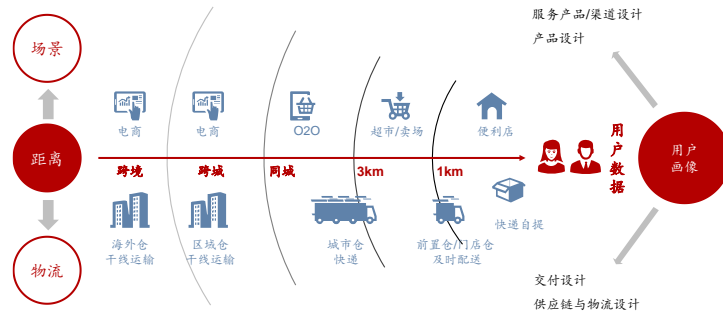 服务产品/渠道设计
产品设计
场景
电商
电商
O2O
超市/卖场
便利店
距离
跨境
跨城
同城
3km
1km
用户数据
用户
画像
海外仓
干线运输
区域仓
干线运输
城市仓
快递
前置仓/门店仓
及时配送
快递自提
物流
交付设计
供应链与物流设计